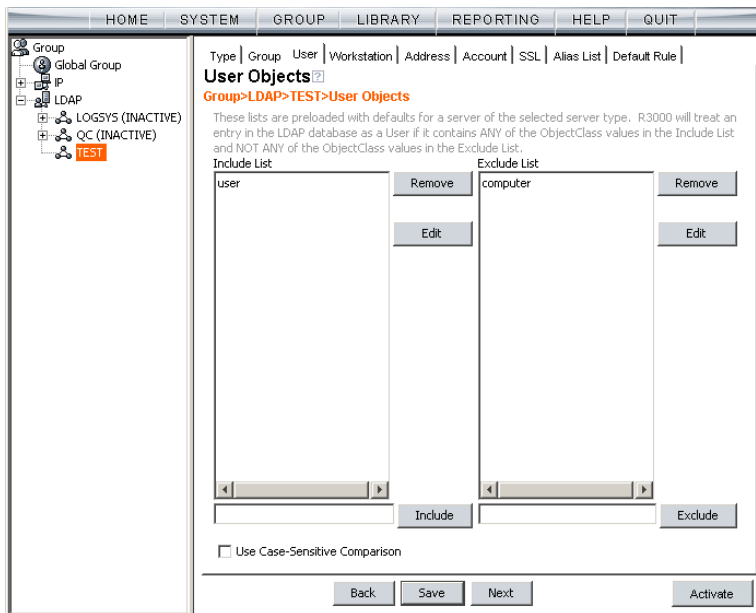 HOME SYSTEM GROUP LIBRARY REPORTING HELP QUIT
Group
Global Group
IP
LDAP
LOGSYS (INACTIVE)
QC (INACTIVE)
TEST
Type Group User Workstation Address Account SSL Alias List Default Rule
User Objects ?
Group>LDAP>TEST>User Objects
These lists are preloaded with defaults for a server of the selected server type. R3000 will treat an
entry in the LDAP database as a User if it contains ANY of the ObjectClass values in the Include List
and NOT ANY of the ObjectClass values in the Exclude List.
Include List Exclude List
user Remove computer Remove
Edit Edit
Include Exclude
Use Case-Sensitive Comparison
Back Save Next Activate